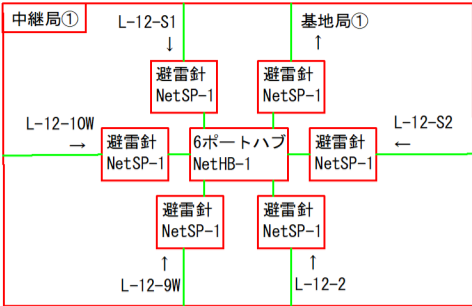 中継局①
L-12-S1
↓
基地局①
↑
避雷針
NetSP-1
避雷針
NetSP-1
L-12-10W
→
避雷針
NetSP-1
6ポートハブ
NetHB-1
避雷針
NetSP-1
L-12-S2
←
避雷針
NetSP-1
避雷針
NetSP-1
↑
L-12-9W
↑
L-12-2